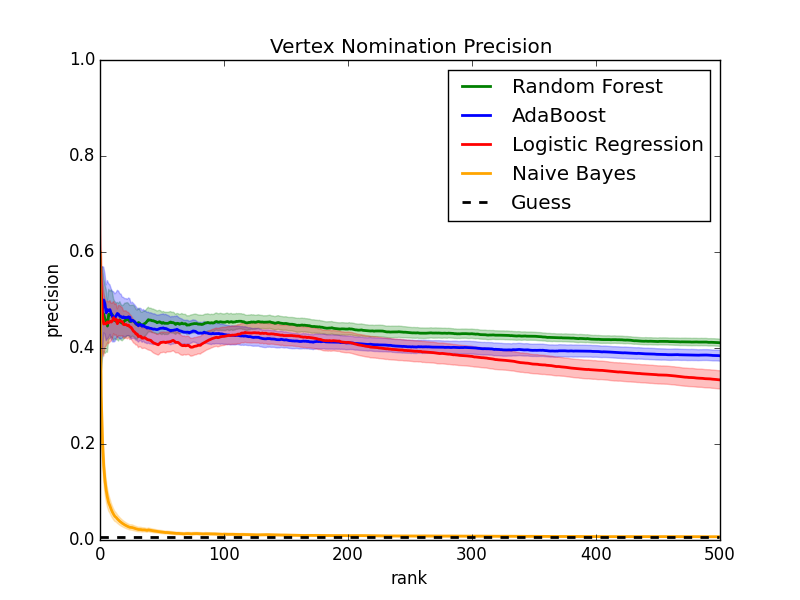 Vertex Nomination Precision
1.0
0.8
0.6
0.4
0.2
0.0
precision
Random Forest
AdaBoost
Logistic Regression
Naive Bayes
Guess
0 100 200 300 400 500
rank